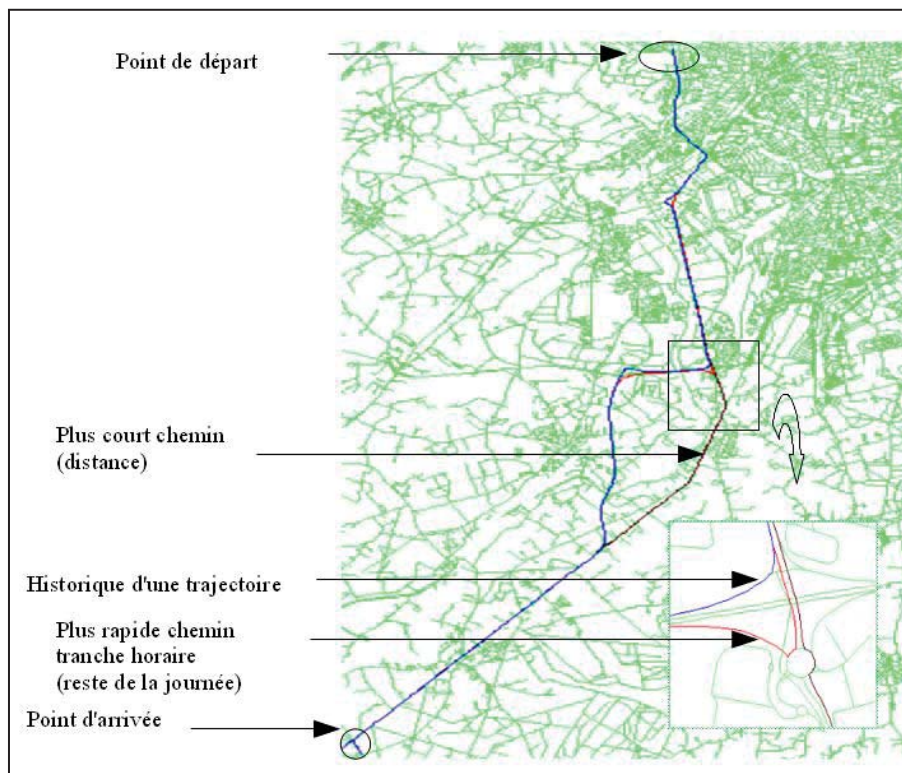 Point de départ
Plus court chemin
(distance)
Historique d'une trajectoire
Plus rapide chemin
tranche horaire
(reste de la journée)
Point d'arrivée